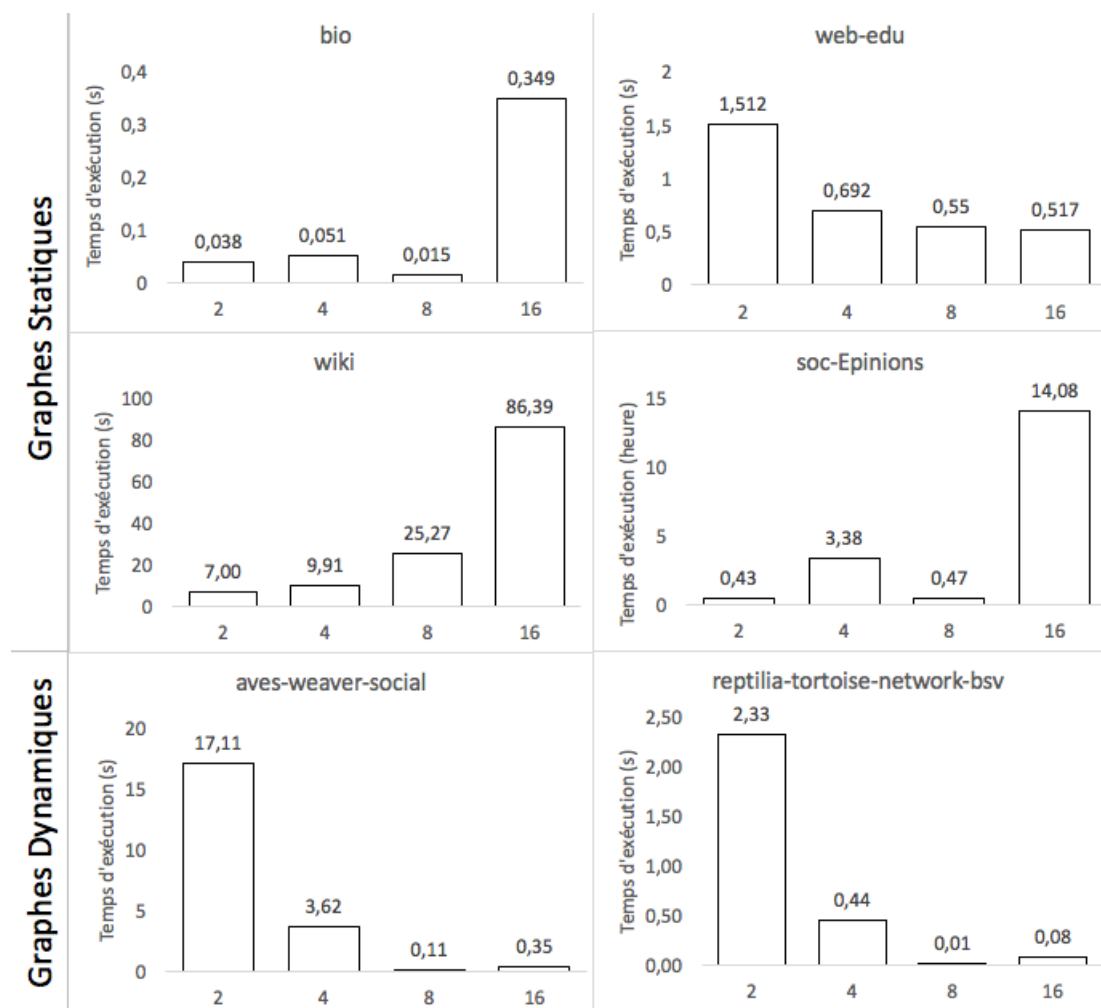 Graphes Statiques
bio
Temps d'exécution (s)
0,4
0,3
0,2
0,1
0
0,038
0,051
0,015
0,349
2 4 8 16
web-edu
Temps d'exécution (s)
2
1,5
1
0,5
0
1,512
0,692
0,55
0,517
2 4 8 16
wiki
Temps d'exécution (s)
100
80
60
40
20
0
7,00
9,91
25,27
86,39
2 4 8 16
soc-Epinions
Temps d'exécution (heure)
15
10
5
0
0,43
3,38
0,47
14,08
2 4 8 16
Graphes Dynamiques
aves-weaver-social
Temps d'exécution (s)
20
15
10
5
0
17,11
3,62
0,11
0,35
2 4 8 16
reptilia-tortoise-network-bsv
Temps d'exécution (s)
2,50
2,00
1,50
1,00
0,50
0,00
2,33
0,44
0,01
0,08
2 4 8 16